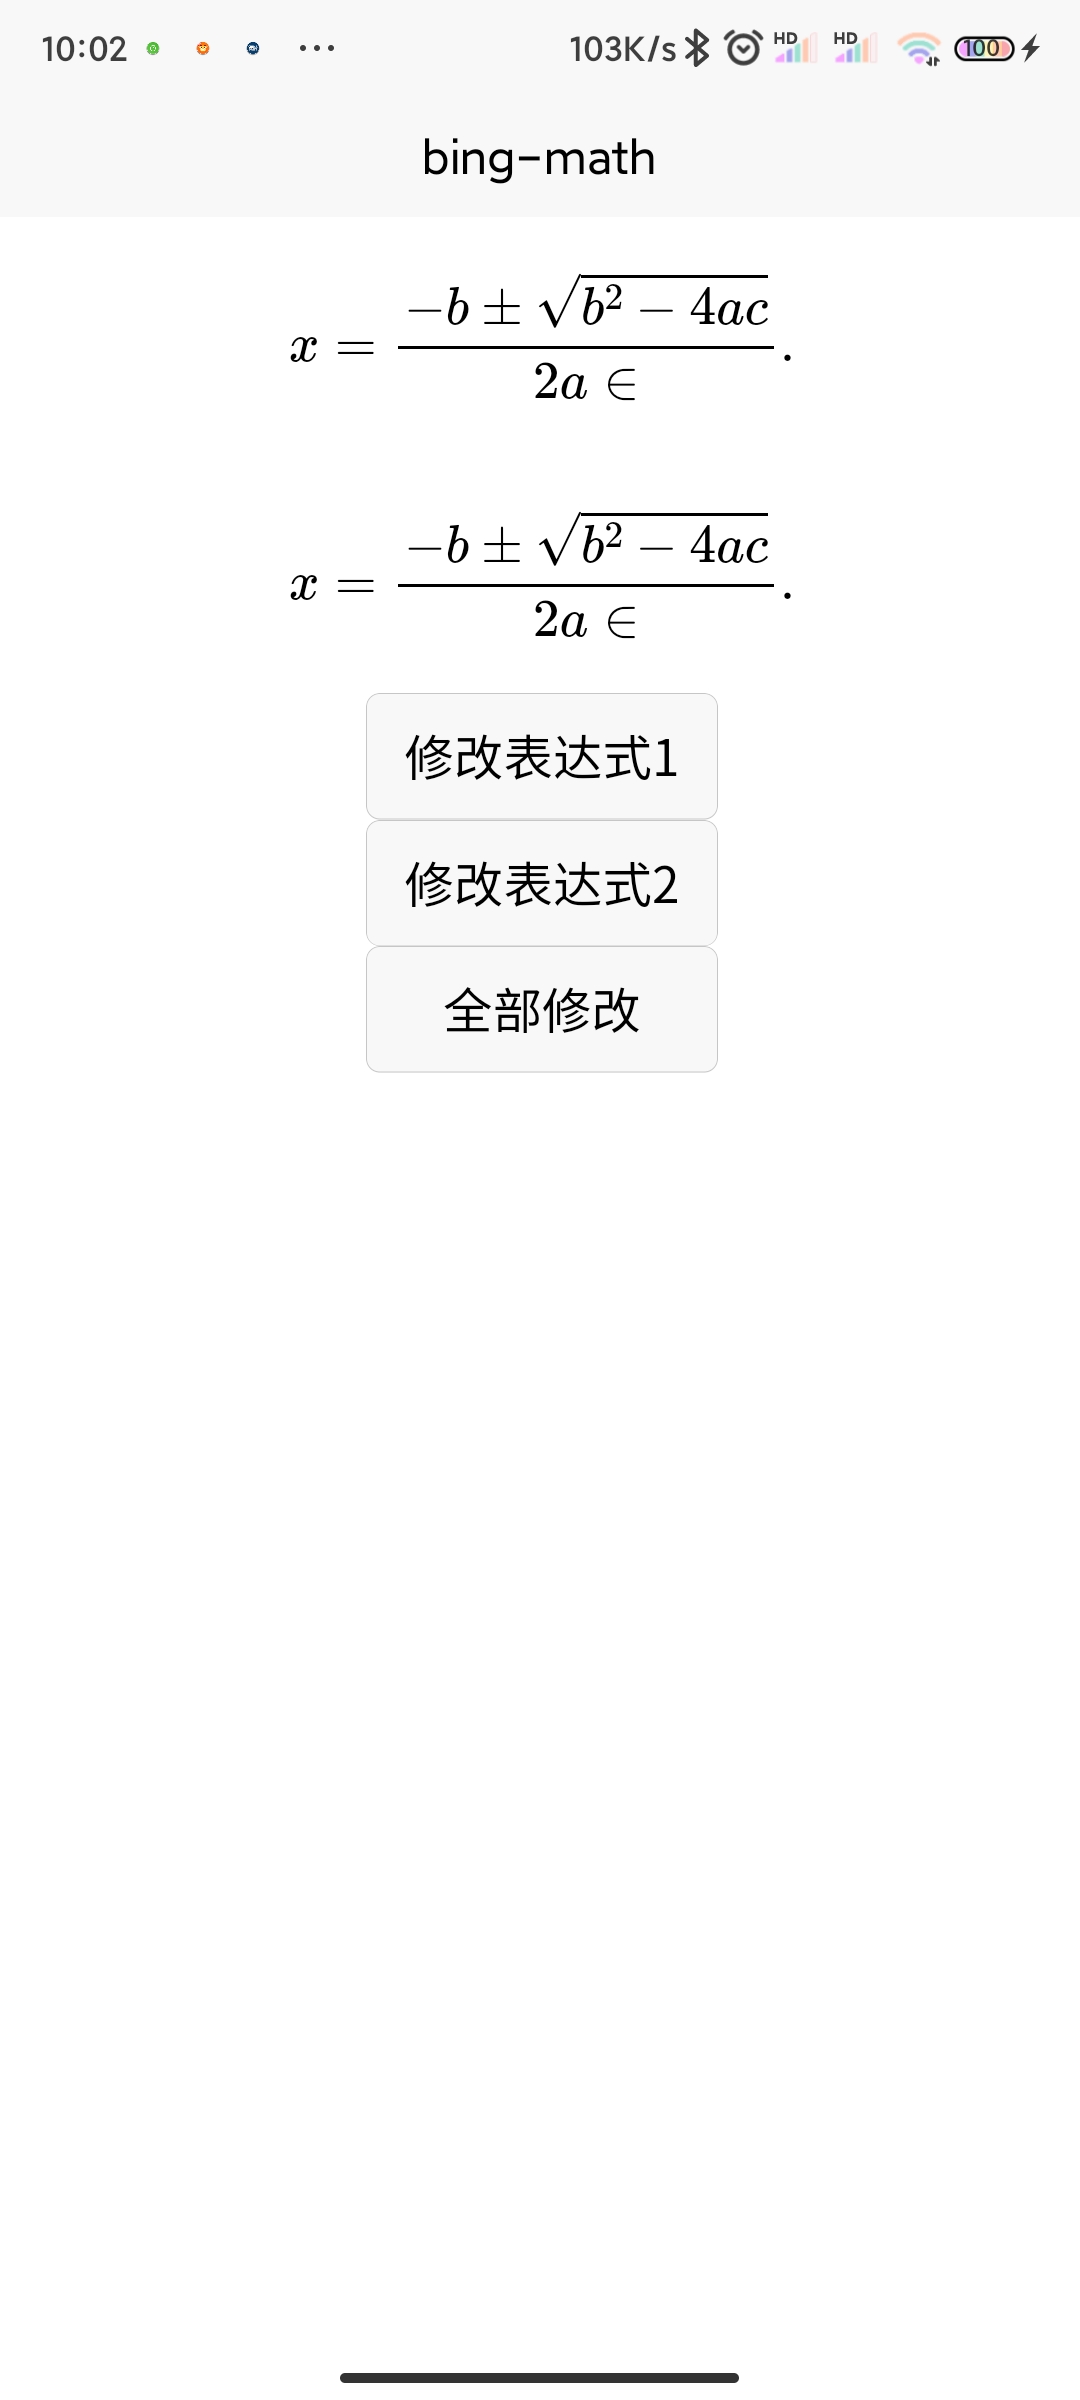 10:02 103K/s HD HD 100
bing-math
x = \frac{-b \pm \sqrt{b^2 - 4ac}}{2a \in}.
x = \frac{-b \pm \sqrt{b^2 - 4ac}}{2a \in}.
修改表达式1
修改表达式2
全部修改